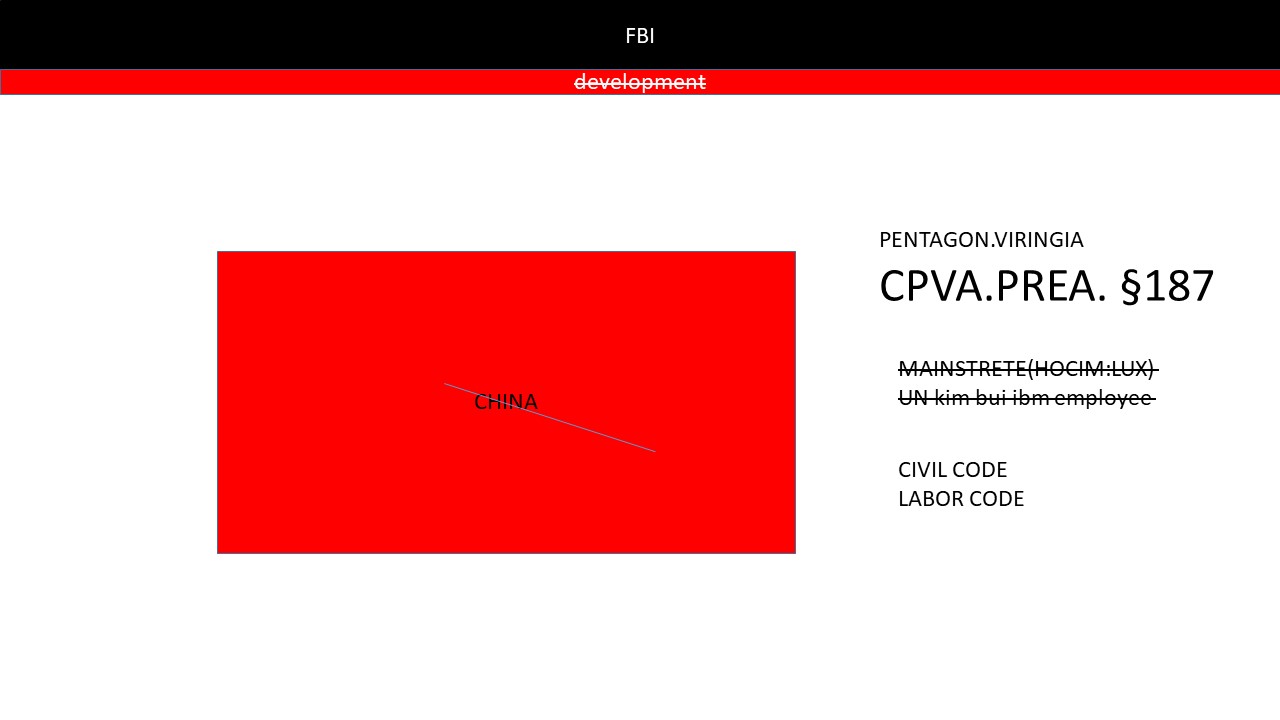 FBI
development
PENTAGON.VIRINGIA
CPVA.PREA. §187
MAINSTRETE(HOCIM:LUX)
UN kim bui ibm employee
CHINA
CIVIL CODE
LABOR CODE